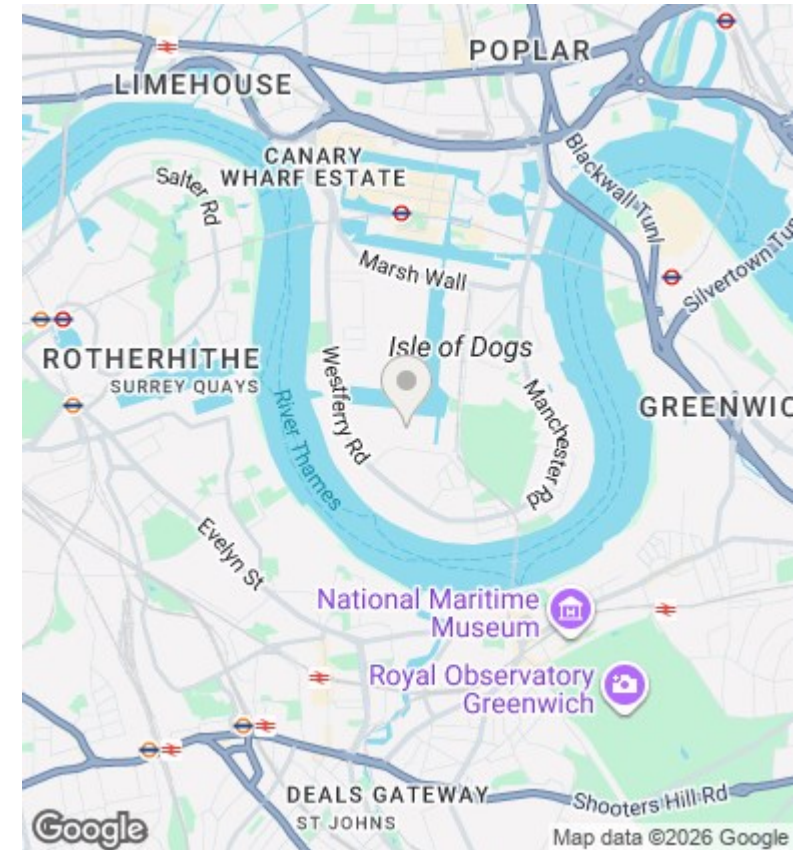 POPLAR
LIMEHOUSE
CANARY
WHARF ESTATE
Blackwall Tunl
Salter Rd
Silvertown Tu
Marsh Wall
Isle of Dogs
ROTHERHITHE
SURREY QUAYS
Westferry Rd
Manchester Rd
GREENWIC
River Thames
Evelyn St
National Maritime
Museum
Royal Observatory
Greenwich
DEALS GATEWAY
ST JOHNS
Shooters Hill Rd
Google
Map data ©2026 Google